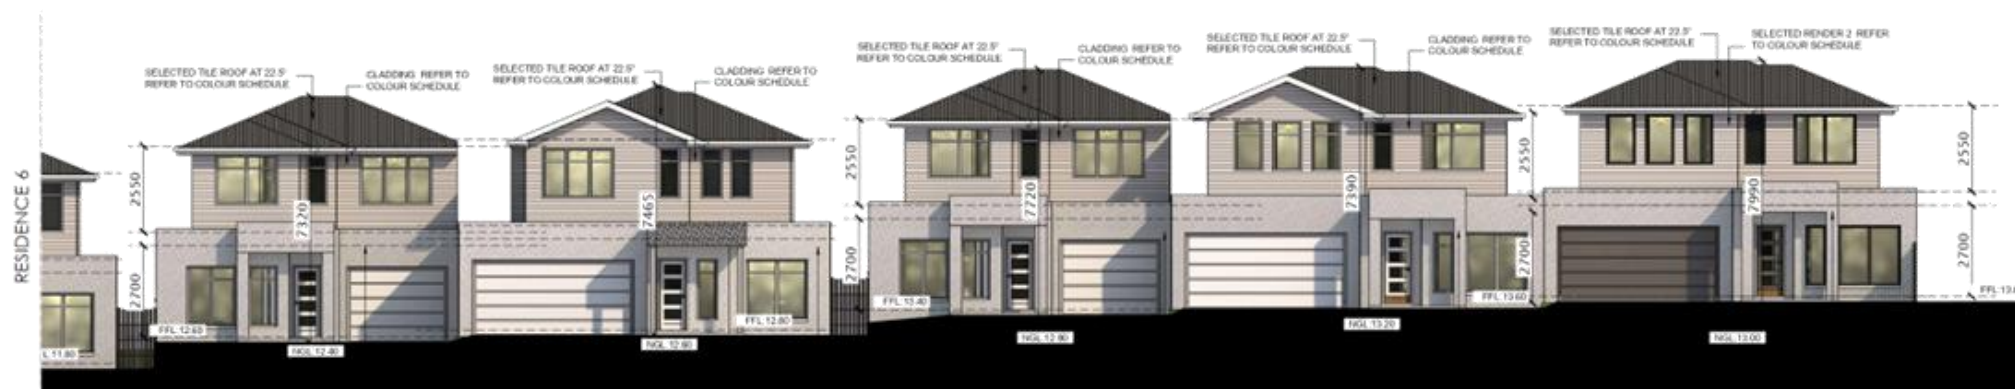 RESIDENCE 6
L:11.80
SELECTED TILE ROOF AT 22.5°
REFER TO COLOUR SCHEDULE
CLADDING REFER TO
COLOUR SCHEDULE
2550
2700
7320
FFL:12.60
NGL:12.40
SELECTED TILE ROOF AT 22.5°
REFER TO COLOUR SCHEDULE
CLADDING REFER TO
COLOUR SCHEDULE
7465
FFL:12.80
NGL:12.60
SELECTED TILE ROOF AT 22.5°
REFER TO COLOUR SCHEDULE
CLADDING REFER TO
COLOUR SCHEDULE
2550
2700
7720
FFL:13.40
NGL:12.80
SELECTED TILE ROOF AT 22.5°
REFER TO COLOUR SCHEDULE
CLADDING REFER TO
COLOUR SCHEDULE
7390
2550
2700
FFL:13.60
NGL:13.20
SELECTED TILE ROOF AT 22.5°
REFER TO COLOUR SCHEDULE
SELECTED RENDER 2 REFER
TO COLOUR SCHEDULE
7990
2550
2700
NGL:13.00